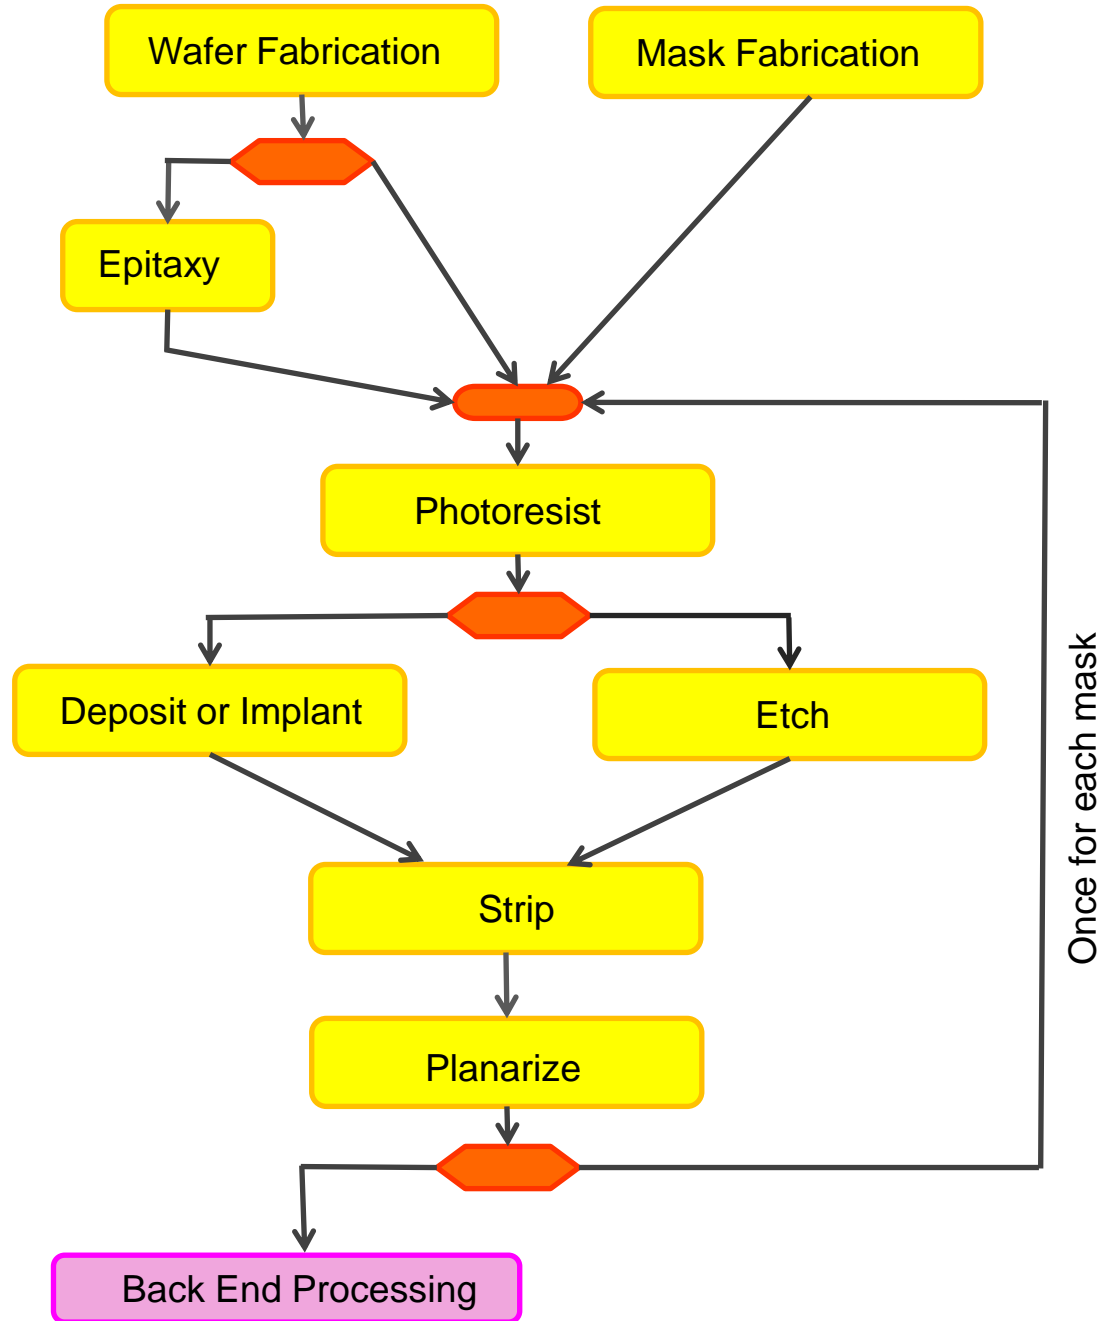 Wafer Fabrication
Mask Fabrication
Epitaxy
Photoresist
Deposit or Implant
Etch
Once for each mask
Strip
Planarize
Back End Processing